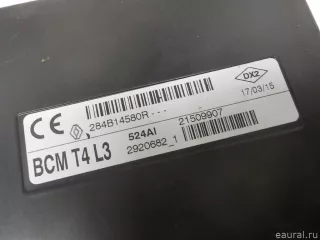 CE
DX2
284B14580R---
21509907
17/03/15
524AI
BCM T4 L3
2920682_1
© eaural.ru